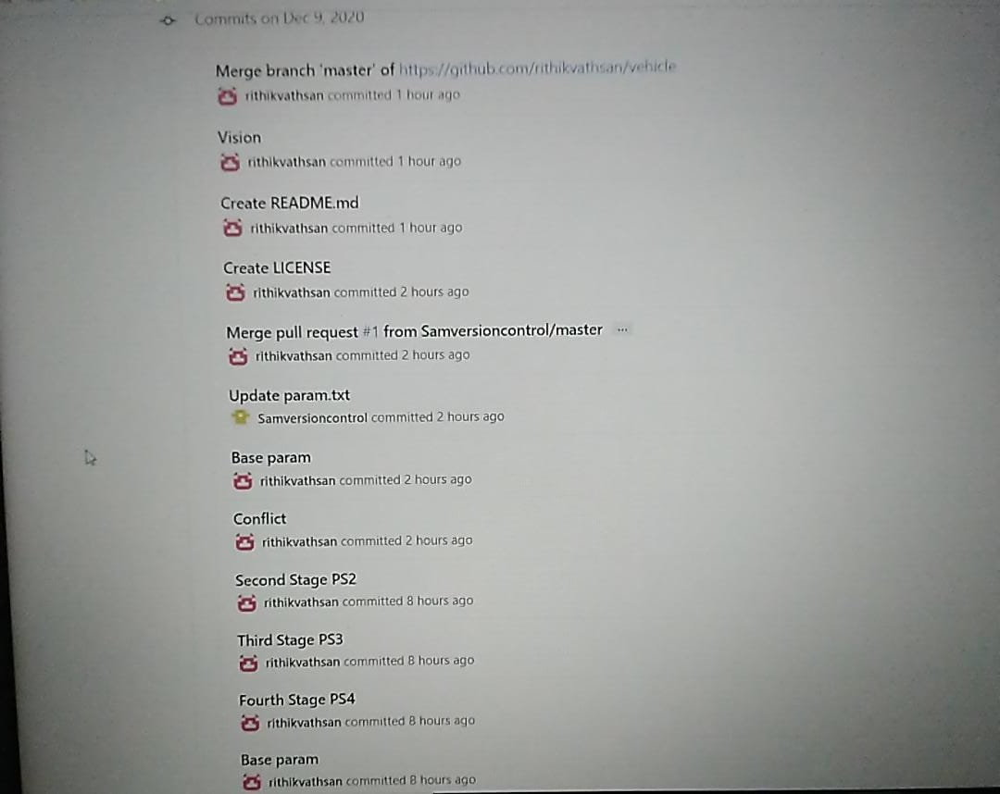 Commits on Dec 9, 2020
Merge branch 'master' of https://github.com/rithikvathsan/vehicle
rithikvathsan committed 1 hour ago
Vision
rithikvathsan committed 1 hour ago
Create README.md
rithikvathsan committed 1 hour ago
Create LICENSE
rithikvathsan committed 2 hours ago
Merge pull request #1 from Samversioncontrol/master ...
rithikvathsan committed 2 hours ago
Update param.txt
Samversioncontrol committed 2 hours ago
Base param
rithikvathsan committed 2 hours ago
Conflict
rithikvathsan committed 2 hours ago
Second Stage PS2
rithikvathsan committed 8 hours ago
Third Stage PS3
rithikvathsan committed 8 hours ago
Fourth Stage PS4
rithikvathsan committed 8 hours ago
Base param
rithikvathsan committed 8 hours ago